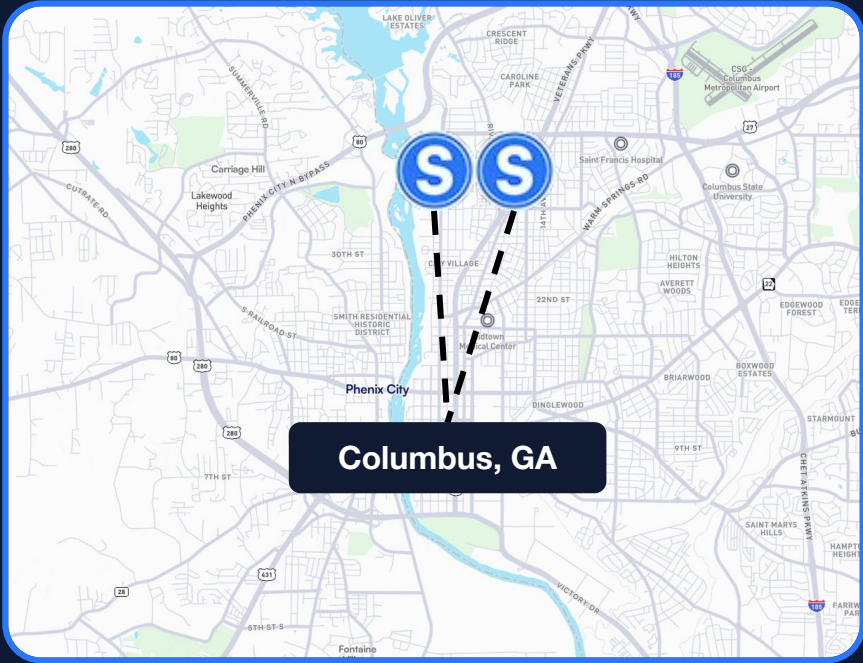 LAKE OLIVER
ESTATES
CRESCENT
RIDGE
VETERANS PKWY
SUMMERVILLE RD
CAROLINE
PARK
185
CSG -
Columbus
Metropolitan Airport
27
280
80
Saint Francis Hospital
Carriage Hill
PHENIX CITY N BYPASS
S
S
Columbus State
University
CUTRATE RD
Lakewood
Heights
WARM SPRINGS RD
30TH ST
HILTON
HEIGHTS
22
AVERETT
WOODS
22ND ST
EDGEWOOD
FOREST
S RAILROAD ST
SMITH RESIDENTIAL
HISTORIC
DISTRICT
80
280
BOXWOOD
ESTATES
BRIARWOOD
Phenix City
DINGLEWOOD
STARMOUNT
280
Columbus, GA
9TH ST
7TH ST
CHET ATKINS PKWY
SAINT MARYS
HILLS
431
28
VICTORY DR
185
5TH ST S
Fontaine